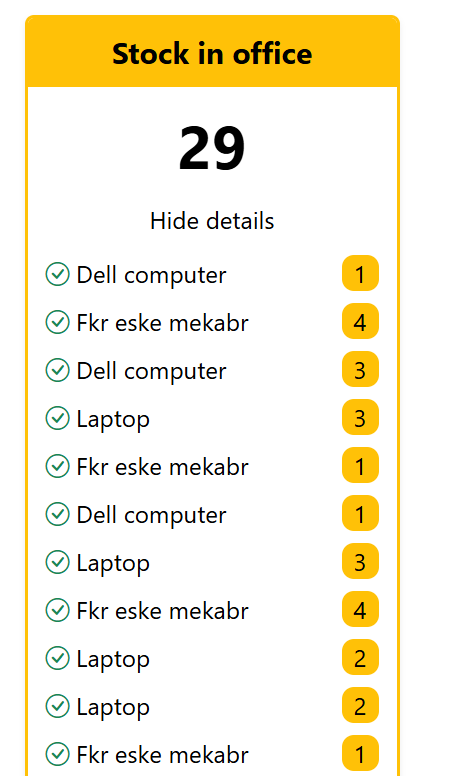 Stock in office
29
Hide details
Dell computer 1
Fkr eske mekabr 4
Dell computer 3
Laptop 3
Fkr eske mekabr 1
Dell computer 1
Laptop 3
Fkr eske mekabr 4
Laptop 2
Laptop 2
Fkr eske mekabr 1